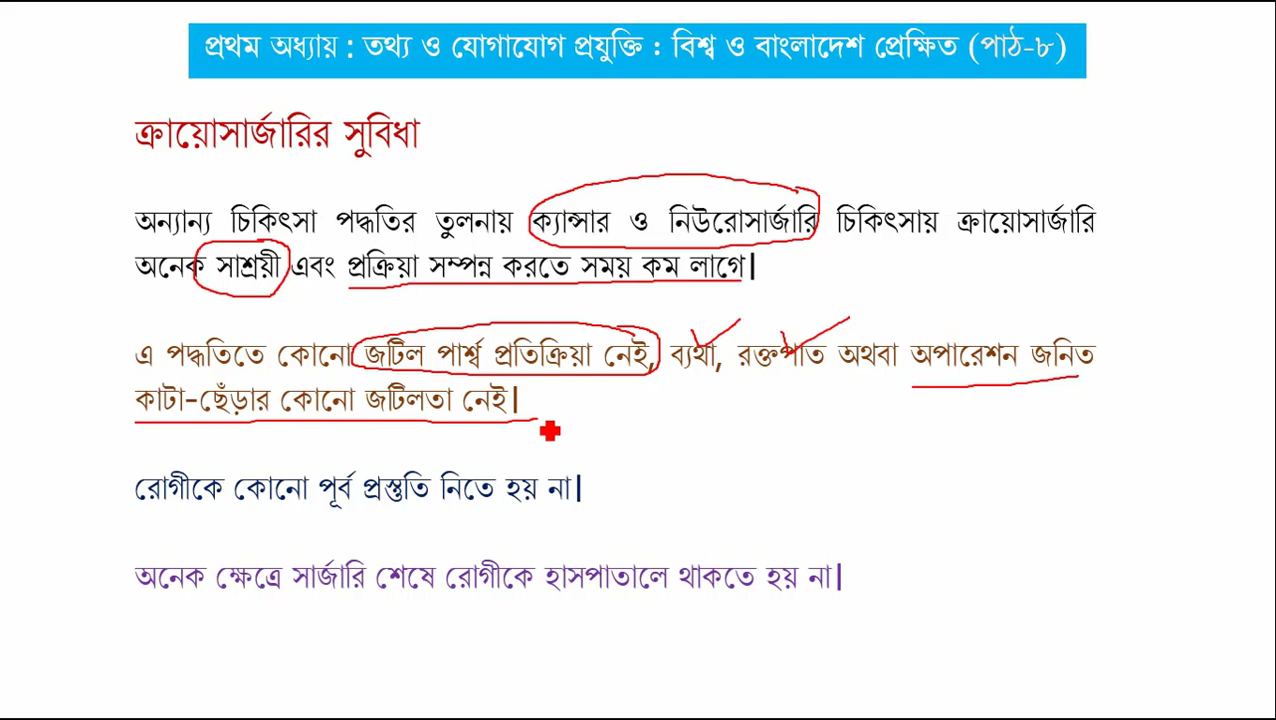 প্রথম অধ্যায় : তথ্য ও যোগাযোগ প্রযুক্তি : বিশ্ব ও বাংলাদেশ প্রেক্ষিত (পাঠ-৮)
ক্রায়োসার্জারির সুবিধা
অন্যান্য চিকিৎসা পদ্ধতির তুলনায় ক্যান্সার ও নিউরোসার্জারি চিকিৎসায় ক্রায়োসার্জারি
অনেক সাশ্রয়ী এবং প্রক্রিয়া সম্পন্ন করতে সময় কম লাগে।
এ পদ্ধতিতে কোনো জটিল পার্শ্ব প্রতিক্রিয়া নেই, ব্যথা, রক্তপাত অথবা অপারেশন জনিত
কাটা-ছেঁড়ার কোনো জটিলতা নেই।
রোগীকে কোনো পূর্ব প্রস্তুতি নিতে হয় না।
অনেক ক্ষেত্রে সার্জারি শেষে রোগীকে হাসপাতালে থাকতে হয় না।